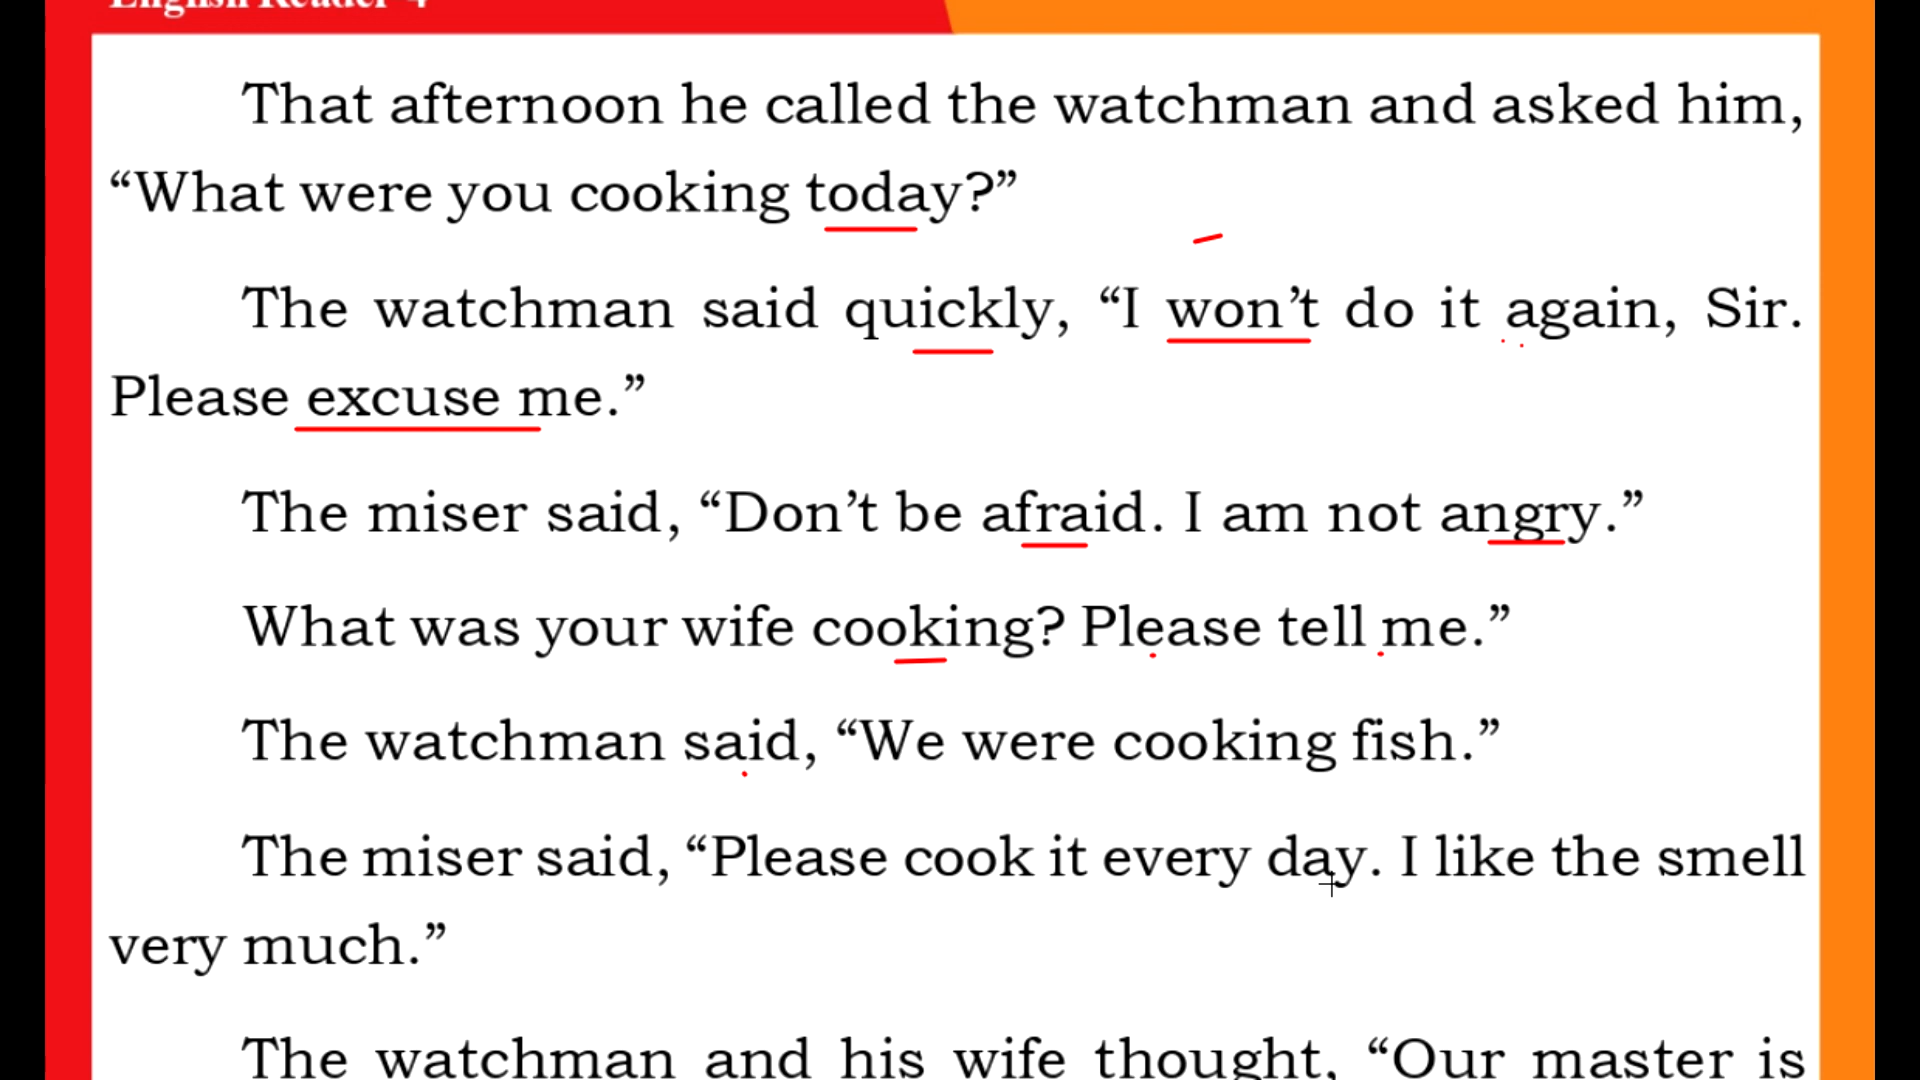 English Reader-4
That afternoon he called the watchman and asked him,
“What were you cooking today?”
The watchman said quickly, “I won’t do it again, Sir.
Please excuse me.”
The miser said, “Don’t be afraid. I am not angry.”
What was your wife cooking? Please tell me.”
The watchman said, “We were cooking fish.”
The miser said, “Please cook it every day. I like the smell
very much.”
The watchman and his wife thought, “Our master is